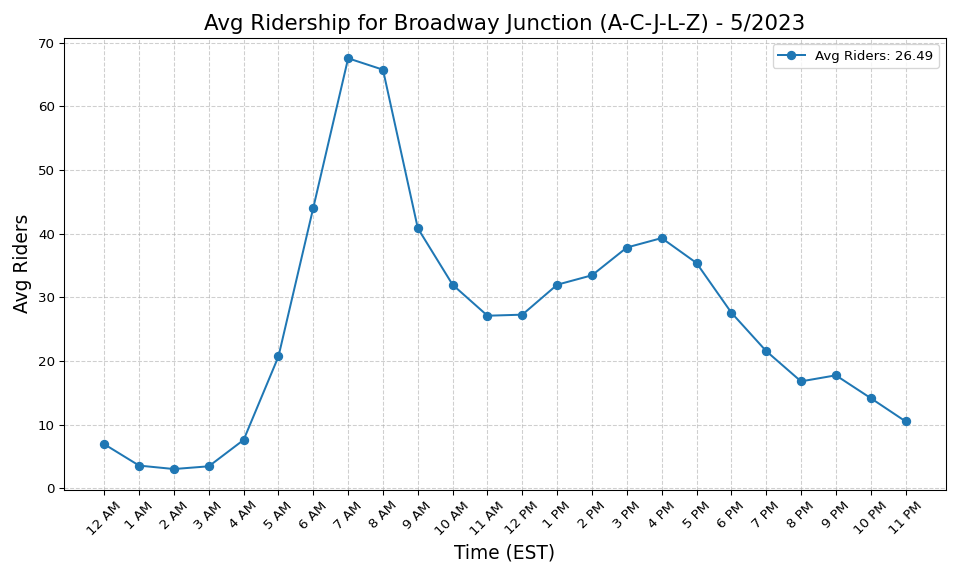 Avg Ridership for Broadway Junction (A-C-J-L-Z) - 5/2023
Avg Riders: 26.49
Avg Riders
70
60
50
40
30
20
10
0
12 AM
1 AM
2 AM
3 AM
4 AM
5 AM
6 AM
7 AM
8 AM
9 AM
10 AM
11 AM
12 PM
1 PM
2 PM
3 PM
4 PM
5 PM
6 PM
7 PM
8 PM
9 PM
10 PM
11 PM
Time (EST)